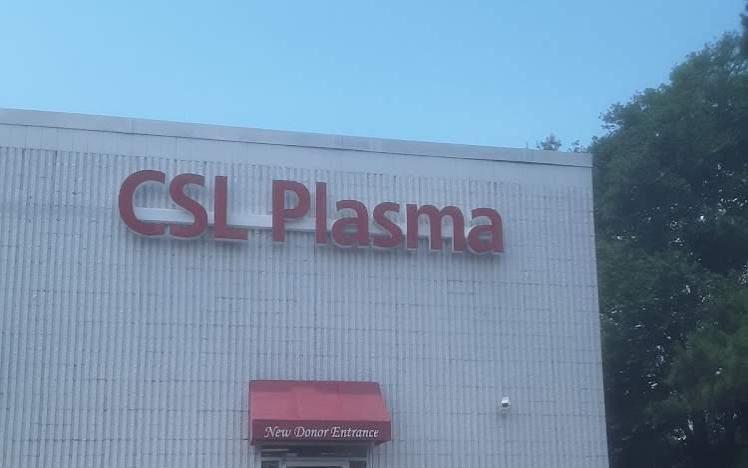 CSL Plasma
New Donor Entrance